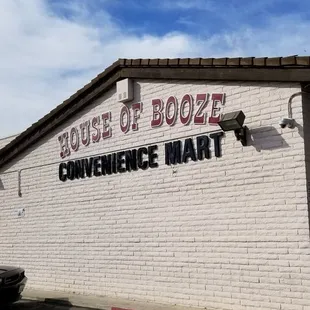 HOUSE OF BOOZE
CONVENIENCE MART